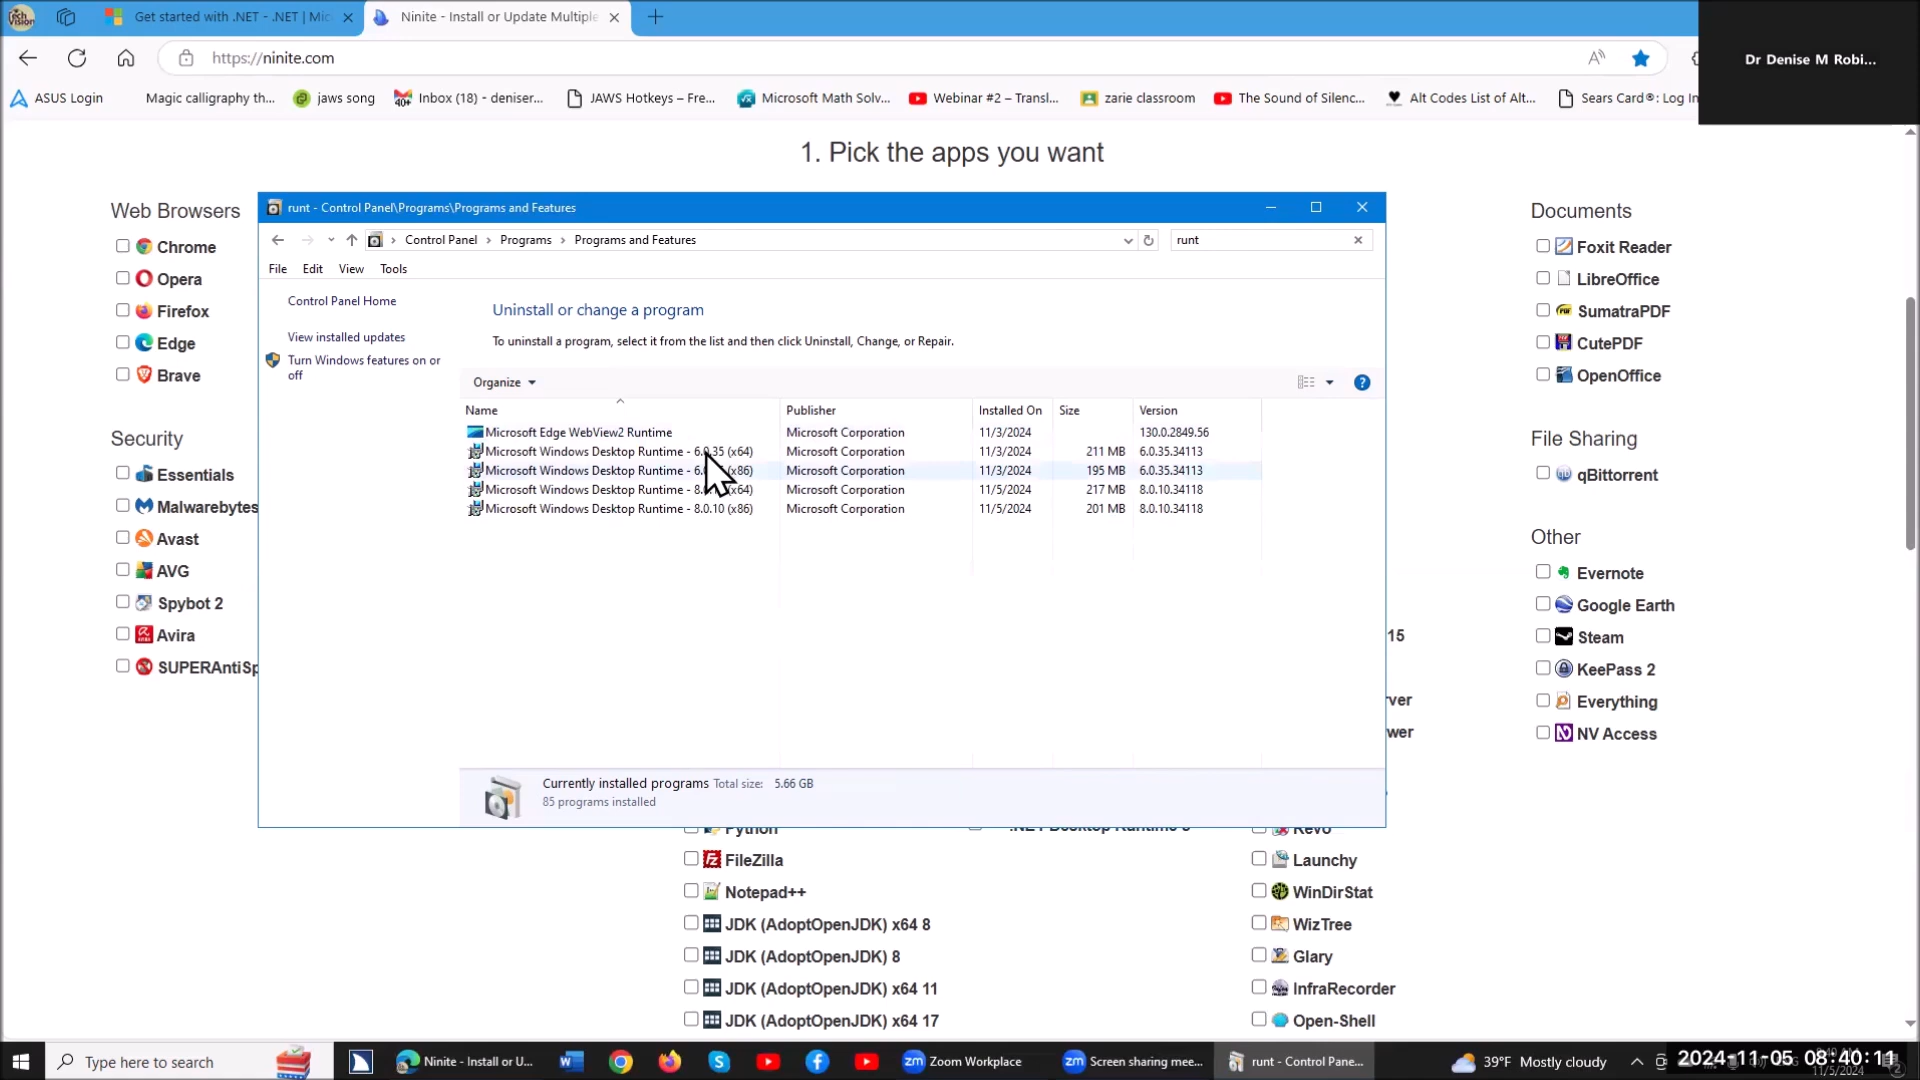 Get started with .NET - .NET | Mic
Ninite - Install or Update Multiple
https://ninite.com
Dr Denise M Robi...
ASUS Login
Magic calligraphy th...
jaws song
Inbox (18) - deniser...
JAWS Hotkeys – Fre...
Microsoft Math Solv...
Webinar #2 – Transl...
zarie classroom
The Sound of Silenc...
Alt Codes List of Alt...
Sears Card®: Log In
1. Pick the apps you want
Web Browsers
Chrome
Opera
Firefox
Edge
Brave
Security
Essentials
Malwarebytes
Avast
AVG
Spybot 2
Avira
SUPERAntiSp
runt - Control Panel\Programs\Programs and Features
Control Panel > Programs > Programs and Features
runt
File Edit View Tools
Control Panel Home
View installed updates
Turn Windows features on or
off
Uninstall or change a program
To uninstall a program, select it from the list and then click Uninstall, Change, or Repair.
Organize
Name Publisher Installed On Size Version
Microsoft Edge WebView2 Runtime Microsoft Corporation 11/3/2024 130.0.2849.56
Microsoft Windows Desktop Runtime - 6.0.35 (x64) Microsoft Corporation 11/3/2024 211 MB 6.0.35.34113
Microsoft Windows Desktop Runtime - (x86) Microsoft Corporation 11/3/2024 195 MB 6.0.35.34113
Microsoft Windows Desktop Runtime - (x64) Microsoft Corporation 11/5/2024 217 MB 8.0.10.34118
Microsoft Windows Desktop Runtime - 8.0.10 (x86) Microsoft Corporation 11/5/2024 201 MB 8.0.10.34118
Currently installed programs Total size: 5.66 GB
85 programs installed
Documents
Foxit Reader
LibreOffice
SumatraPDF
CutePDF
OpenOffice
File Sharing
qBittorrent
Other
Evernote
Google Earth
Steam
KeePass 2
Everything
NV Access
15
rver
wer
Python
FileZilla
Notepad++
JDK (AdoptOpenJDK) x64 8
JDK (AdoptOpenJDK) 8
JDK (AdoptOpenJDK) x64 11
JDK (AdoptOpenJDK) x64 17
.NET Desktop Runtime
Revo
Launchy
WinDirStat
WizTree
Glary
InfraRecorder
Open-Shell
Type here to search
Ninite - Install or U...
Zoom Workplace
Screen sharing mee...
runt - Control Pane...
39°F Mostly cloudy
2024-11-05 08:40:11
11/5/2024